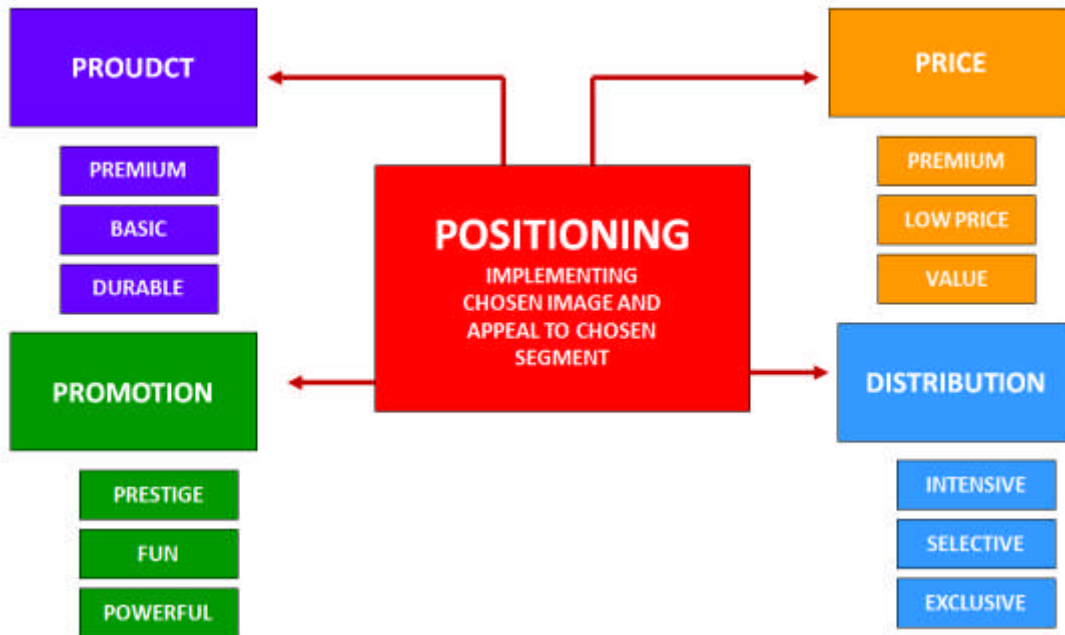 PROUDCT
PREMIUM
BASIC
DURABLE
PRICE
PREMIUM
LOW PRICE
VALUE
POSITIONING
IMPLEMENTING
CHOSEN IMAGE AND
APPEAL TO CHOSEN
SEGMENT
PROMOTION
PRESTIGE
FUN
POWERFUL
DISTRIBUTION
INTENSIVE
SELECTIVE
EXCLUSIVE